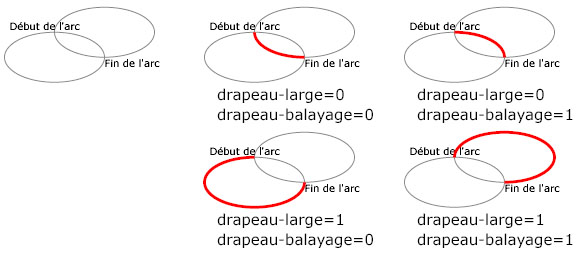 Début de l'arc
Fin de l'arc
Début de l'arc
Fin de l'arc
drapeau-large=0
drapeau-balayage=0
Début de l'arc
Fin de l'arc
drapeau-large=0
drapeau-balayage=1
Début de l'arc
Fin de l'arc
drapeau-large=1
drapeau-balayage=0
Début de l'arc
Fin de l'arc
drapeau-large=1
drapeau-balayage=1